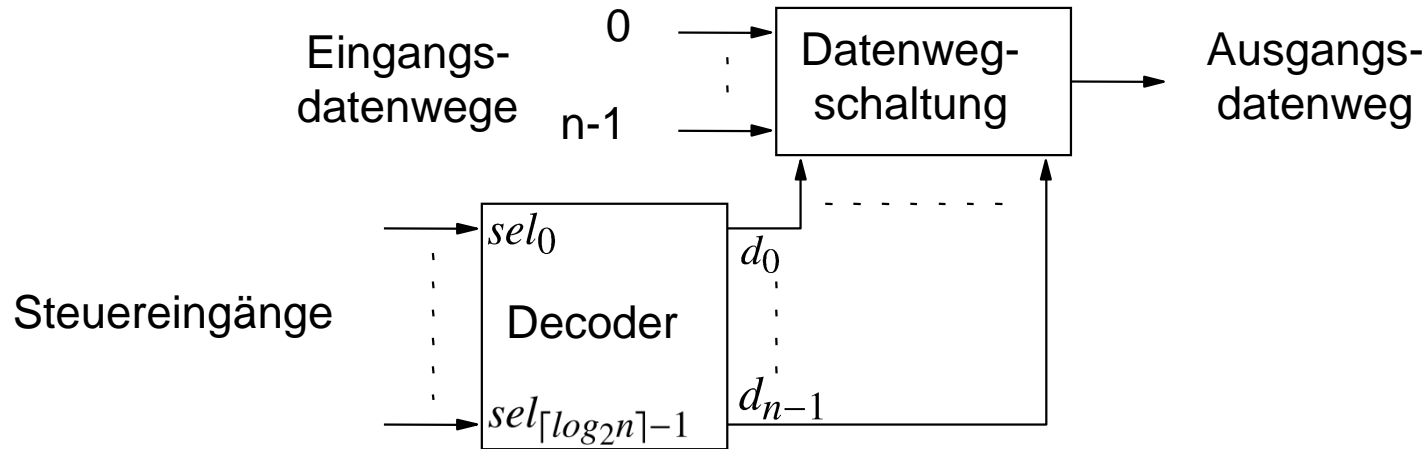 Eingangs-
datenwege
0
n-1
Datenweg-
schaltung
Ausgangs-
datenweg
Steuereingänge
sel₀
Decoder
sel⌈log₂n⌉−1
d₀
dₙ₋₁